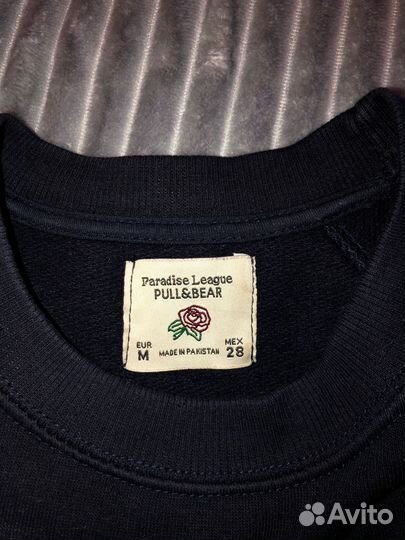 Paradise League
PULL&BEAR
EUR
M
MADE IN PAKISTAN
MEX
28
Avito